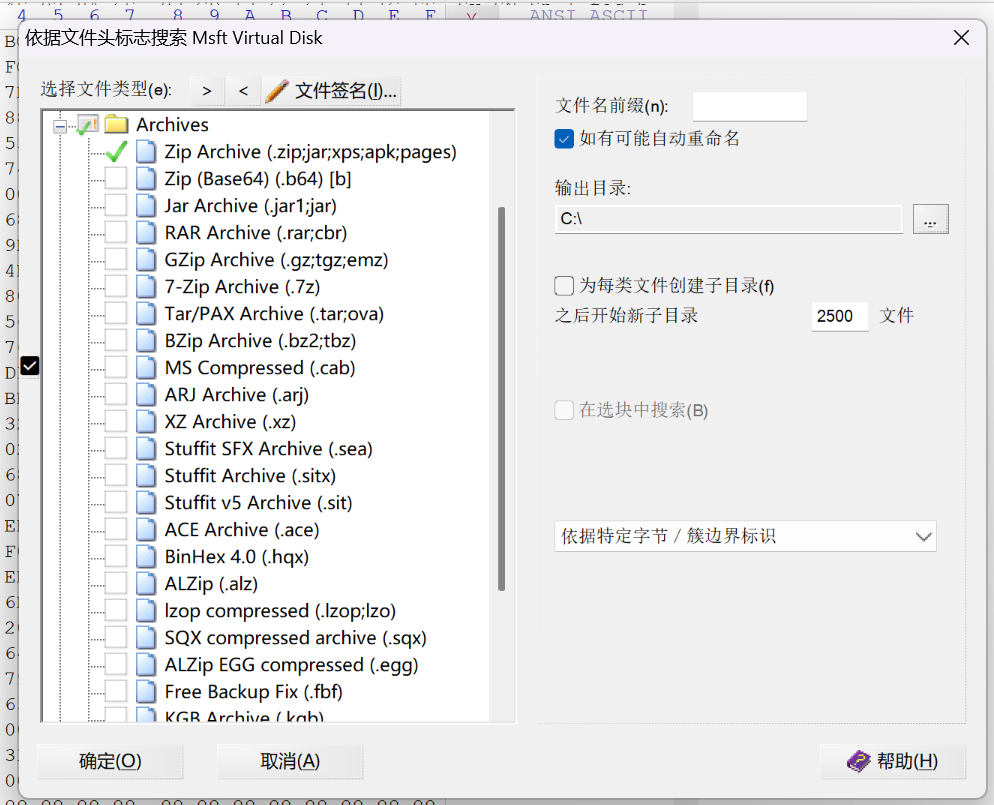 4 5 6 7 8 9 A B C D E F
ANSI ASCII
依据文件头标志搜索 Msft Virtual Disk
选择文件类型(e):
>
<
文件签名(I)...
Archives
Zip Archive (.zip;jar;xps;apk;pages)
Zip (Base64) (.b64) [b]
Jar Archive (.jar1;jar)
RAR Archive (.rar;cbr)
GZip Archive (.gz;tgz;emz)
7-Zip Archive (.7z)
Tar/PAX Archive (.tar;ova)
BZip Archive (.bz2;tbz)
MS Compressed (.cab)
ARJ Archive (.arj)
XZ Archive (.xz)
Stuffit SFX Archive (.sea)
Stuffit Archive (.sitx)
Stuffit v5 Archive (.sit)
ACE Archive (.ace)
BinHex 4.0 (.hqx)
ALZip (.alz)
lzop compressed (.lzop;lzo)
SQX compressed archive (.sqx)
ALZip EGG compressed (.egg)
Free Backup Fix (.fbf)
KGB Archive (.kgb)
文件名前缀(n):
如有可能自动重命名
输出目录:
C:\
...
为每类文件创建子目录(f)
之后开始新子目录 2500 文件
在选块中搜索(B)
依据特定字节 / 簇边界标识
确定(O)
取消(A)
帮助(H)